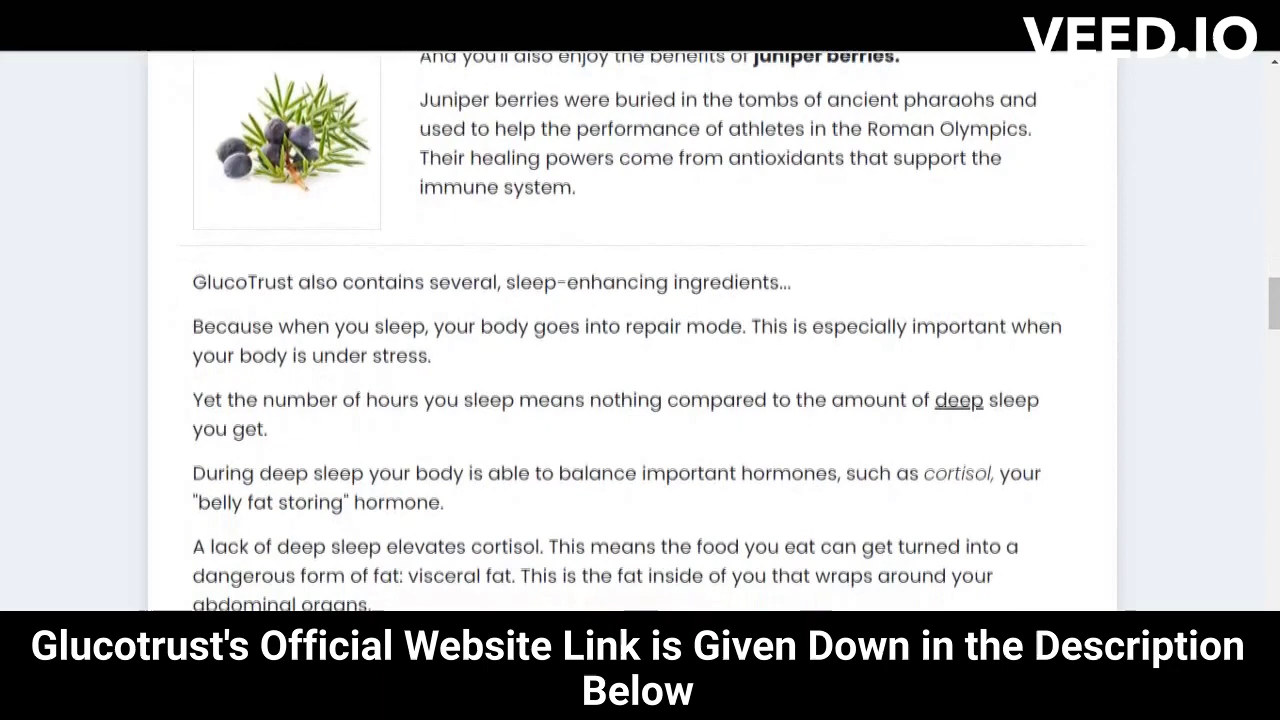 VEED.IO
And you'll also enjoy the benefits of juniper berries.
Juniper berries were buried in the tombs of ancient pharaohs and
used to help the performance of athletes in the Roman Olympics.
Their healing powers come from antioxidants that support the
immune system.
GlucoTrust also contains several, sleep-enhancing ingredients...
Because when you sleep, your body goes into repair mode. This is especially important when
your body is under stress.
Yet the number of hours you sleep means nothing compared to the amount of deep sleep
you get.
During deep sleep your body is able to balance important hormones, such as cortisol, your
"belly fat storing" hormone.
A lack of deep sleep elevates cortisol. This means the food you eat can get turned into a
dangerous form of fat: visceral fat. This is the fat inside of you that wraps around your
abdominal organs.
Glucotrust's Official Website Link is Given Down in the Description
Below